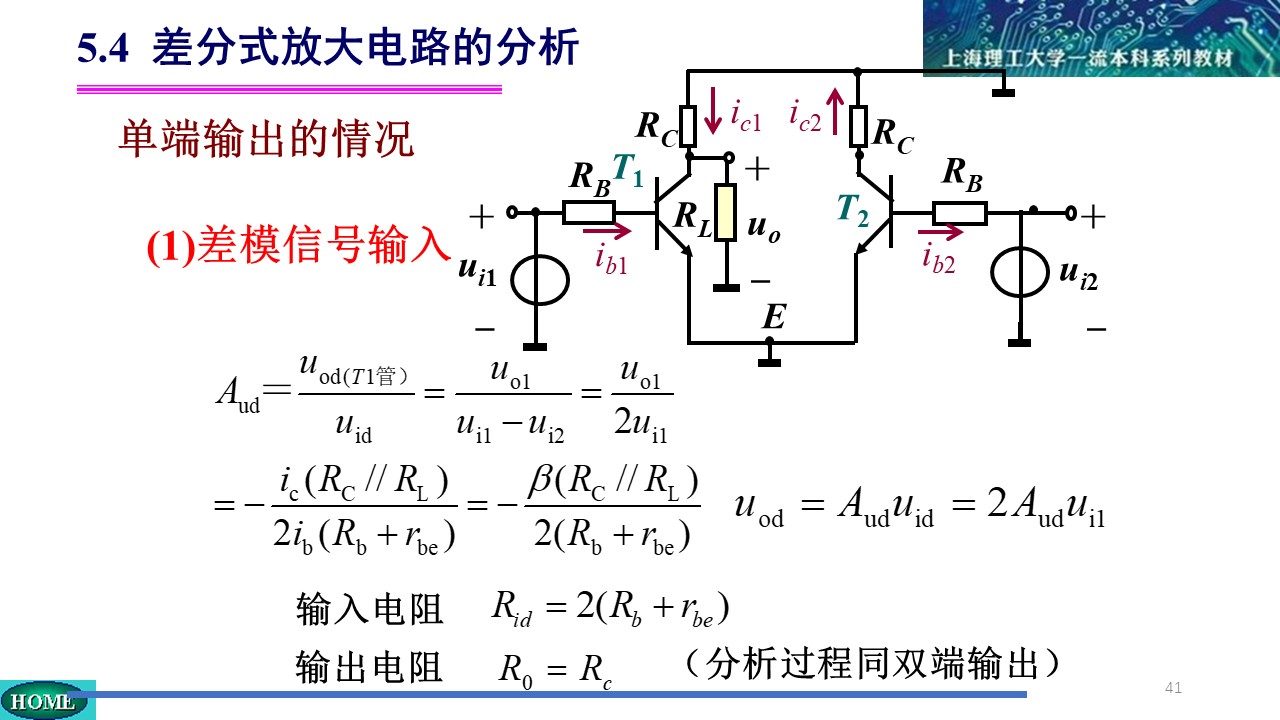 5.4 差分式放大电路的分析
上海理工大学一流本科系列教材
单端输出的情况
R_C i_c1 i_c2 R_C
R_B T_1 + R_B
+ R_L u_o T_2 +
(1)差模信号输入
u_i1 i_b1 i_b2 u_i2
− − E −
A_ud = u_od(T1管) / u_id = u_o1 / (u_i1 − u_i2) = u_o1 / 2u_i1
= − i_c(R_C // R_L) / 2i_b(R_b + r_be) = − β(R_C // R_L) / 2(R_b + r_be) u_od = A_ud u_id = 2A_ud u_i1
输入电阻 R_id = 2(R_b + r_be)
输出电阻 R_0 = R_c (分析过程同双端输出)
HOME
41